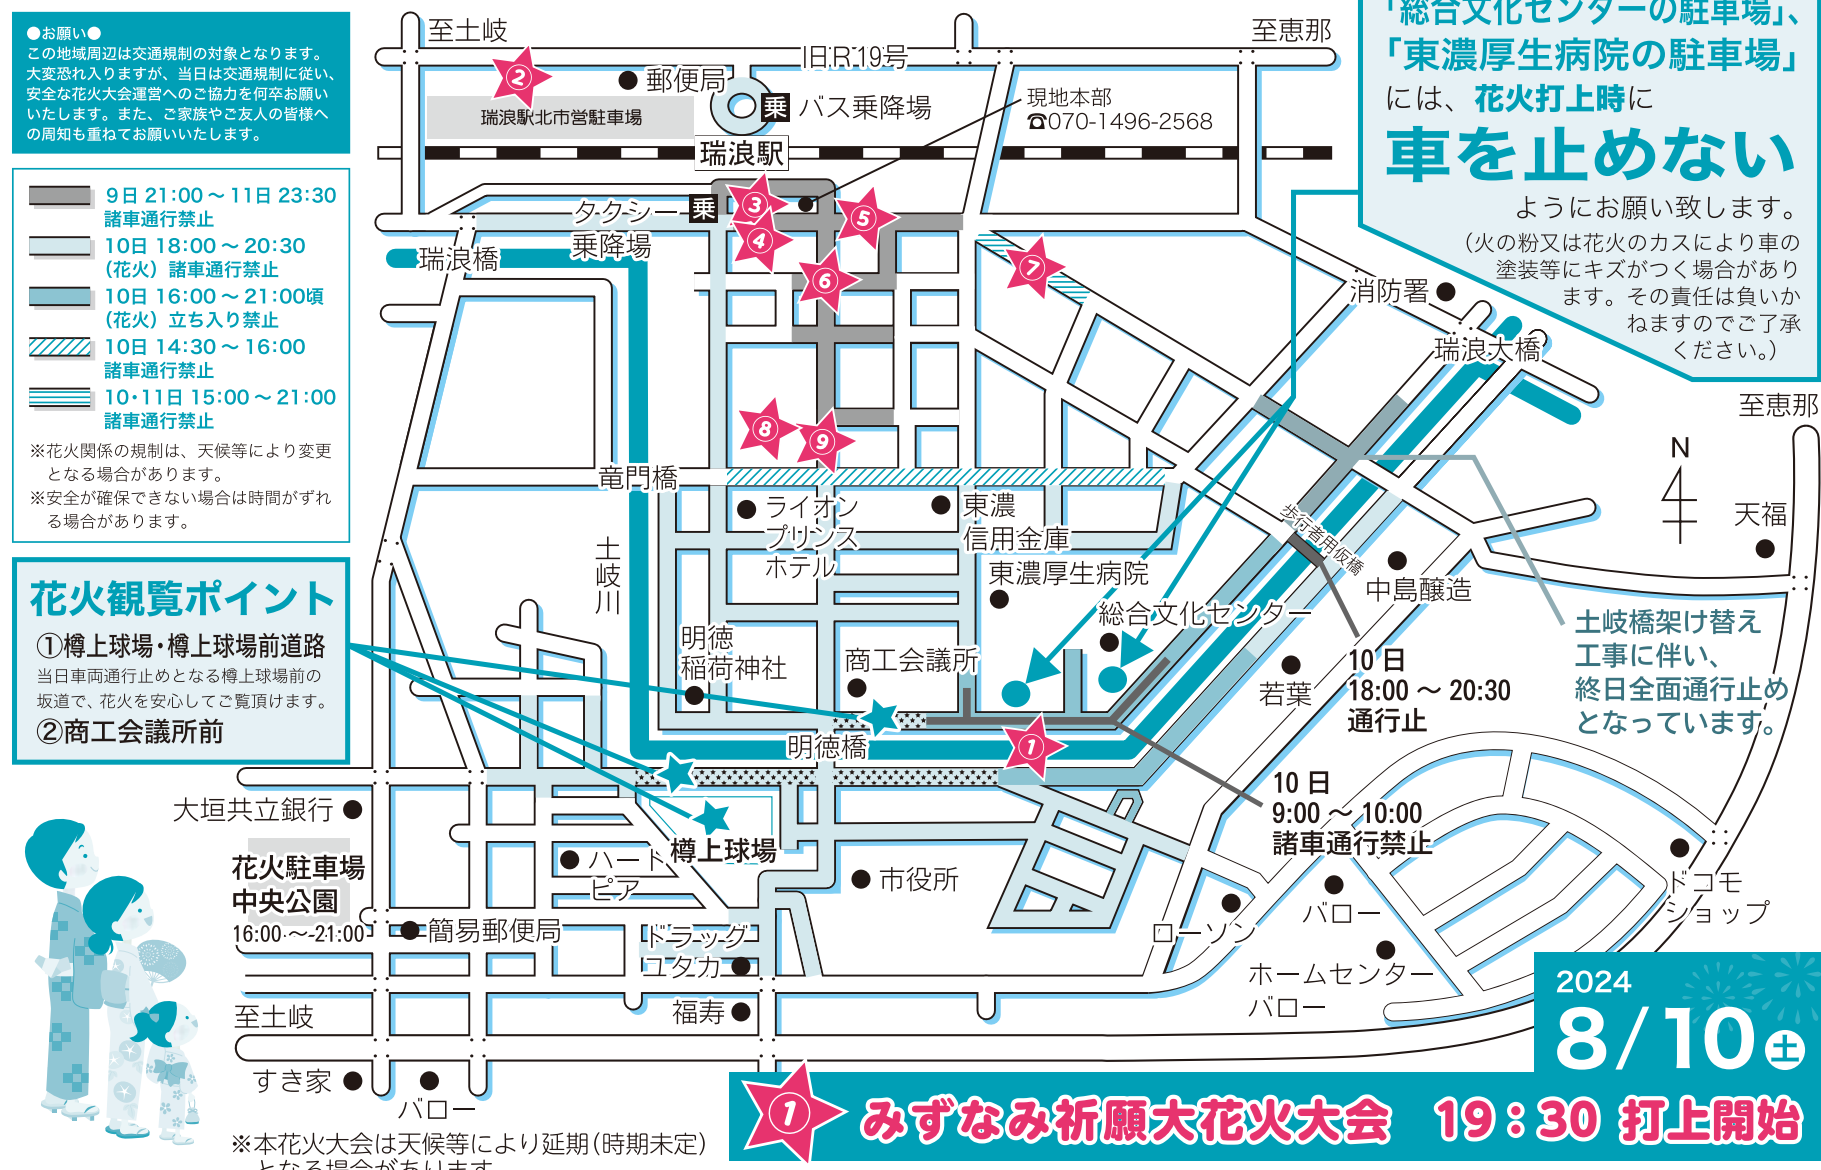 ●お願い●
この地域周辺は交通規制の対象となります。
大変恐れ入りますが、当日は交通規制に従い、
安全な花火大会運営へのご協力を何卒お願い
いたします。また、ご家族やご友人の皆様へ
の周知も重ねてお願いいたします。
9日 21:00 ～ 11日 23:30
諸車通行禁止
10日 18:00 ～ 20:30
(花火) 諸車通行禁止
10日 16:00 ～ 21:00頃
(花火) 立ち入り禁止
10日 14:30 ～ 16:00
諸車通行禁止
10・11日 15:00 ～ 21:00
諸車通行禁止
※花火関係の規制は、天候等により変更
となる場合があります。
※安全が確保できない場合は時間がずれ
る場合があります。
花火観覧ポイント
①樽上球場・樽上球場前道路
当日車両通行止めとなる樽上球場前の
坂道で、花火を安心してご覧頂けます。
②商工会議所前
至土岐
旧R19号
至恵那
②
郵便局
瑞浪駅北市営駐車場
乗
バス乗降場
現地本部
☎070-1496-2568
瑞浪駅
タクシー
乗
乗降場
③
④
⑤
⑥
⑦
⑧
⑨
瑞浪橋
消防署
瑞浪大橋
「総合文化センターの駐車場」、
「東濃厚生病院の駐車場」
には、花火打上時に
車を止めない
ようにお願い致します。
（火の粉又は花火のカスにより車の
塗装等にキズがつく場合があり
ます。その責任は負いか
ねますのでご了承
ください。）
至恵那
N
天福
竜門橋
ライオン
プリンス
ホテル
東濃
信用金庫
東濃厚生病院
総合文化センター
歩行者用仮橋
中島醸造
土岐川
明徳
稲荷神社
商工会議所
明徳橋
①
若葉
10日
18:00 ～ 20:30
通行止
土岐橋架け替え
工事に伴い、
終日全面通行止め
となっています。
10日
9:00 ～ 10:00
諸車通行禁止
大垣共立銀行
花火駐車場
中央公園
16:00～21:00
樽上球場
ハート
ピア
市役所
簡易郵便局
ドラッグ
ユタカ
福寿
ローソン
バロー
ホームセンター
バロー
ドコモ
ショップ
至土岐
すき家
バロー
※本花火大会は天候等により延期（時期未定）
となる場合があります
2024
8/10㊏
① みずなみ祈願大花火大会 19：30 打上開始